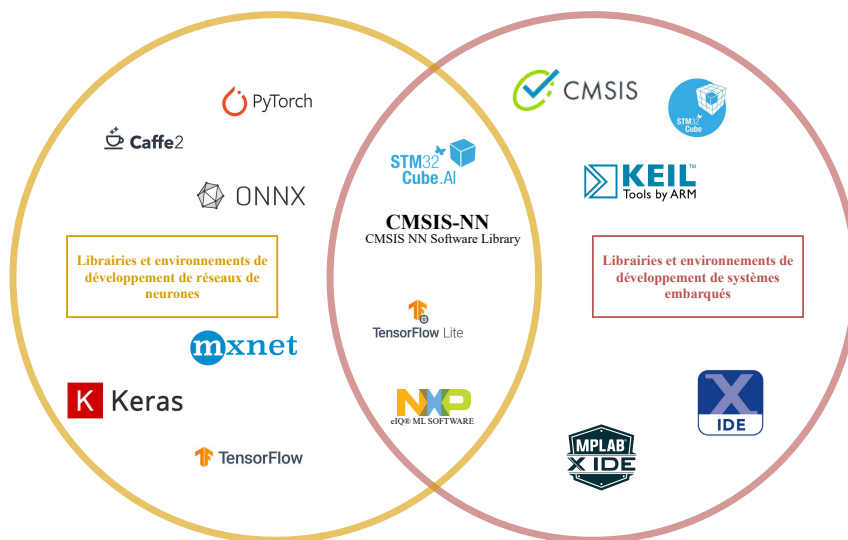 PyTorch
Caffe2
ONNX
Librairies et environnements de
développement de réseaux de
neurones
mxnet
K Keras
TensorFlow
STM32
Cube.AI
CMSIS-NN
CMSIS NN Software Library
TensorFlow Lite
NXP
eIQ® ML SOFTWARE
CMSIS
STM32
Cube
KEIL™
Tools by ARM
Librairies et environnements de
développement de systèmes
embarqués
X
IDE
MPLAB®
X IDE